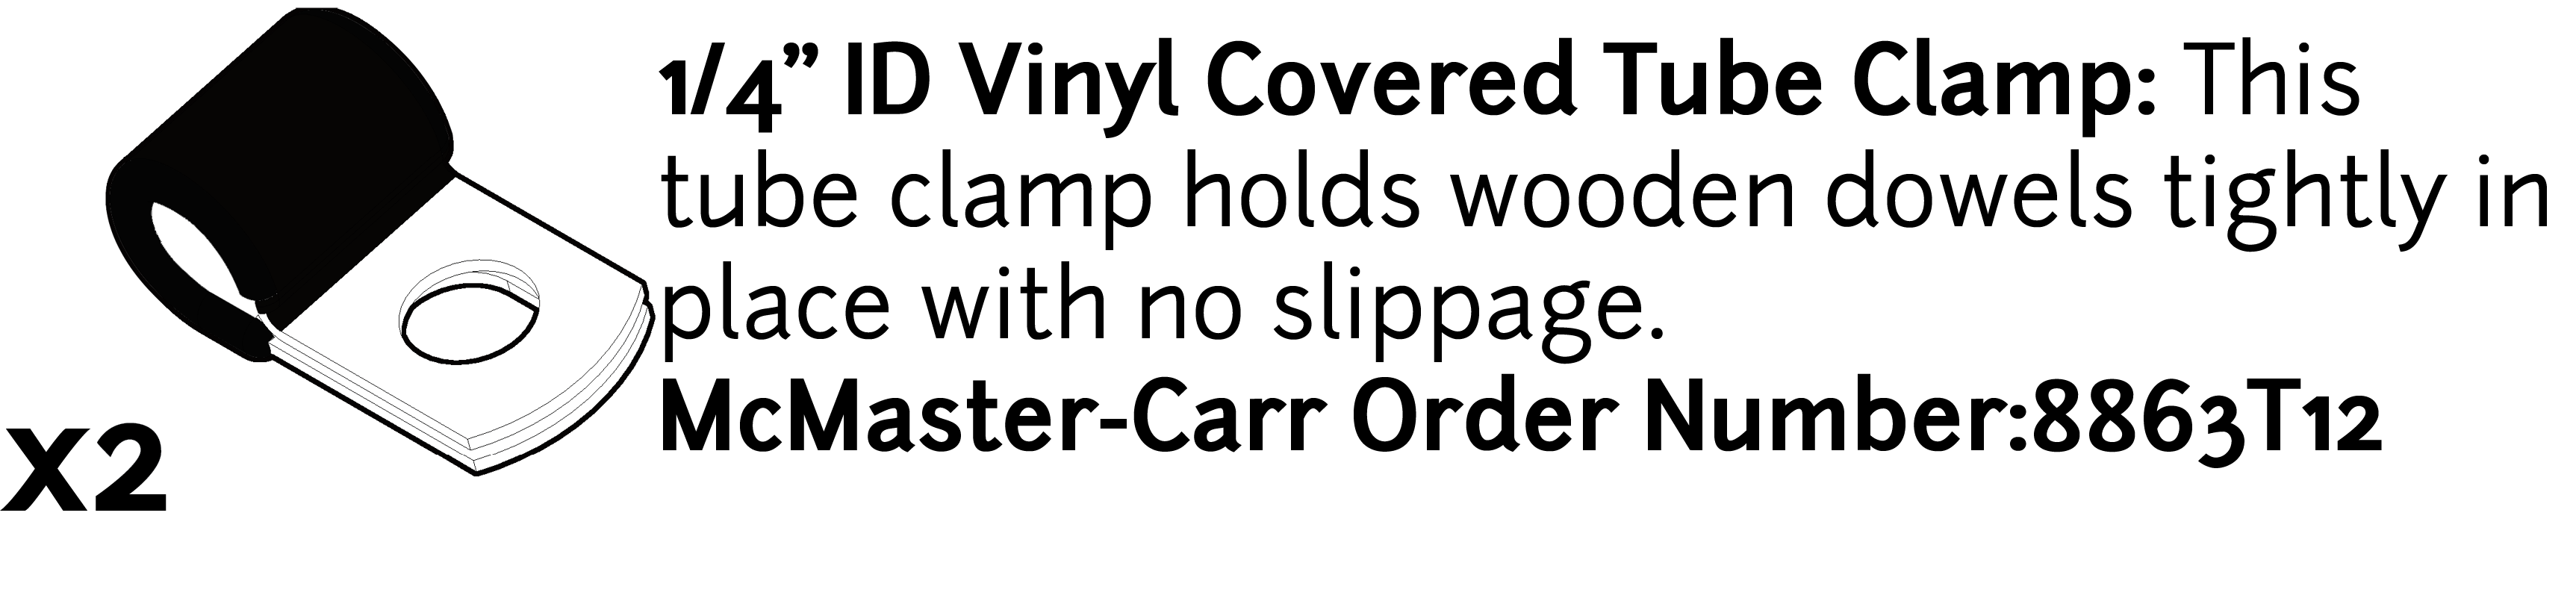 1/4” ID Vinyl Covered Tube Clamp: This
tube clamp holds wooden dowels tightly in
place with no slippage.
McMaster-Carr Order Number:8863T12
x2